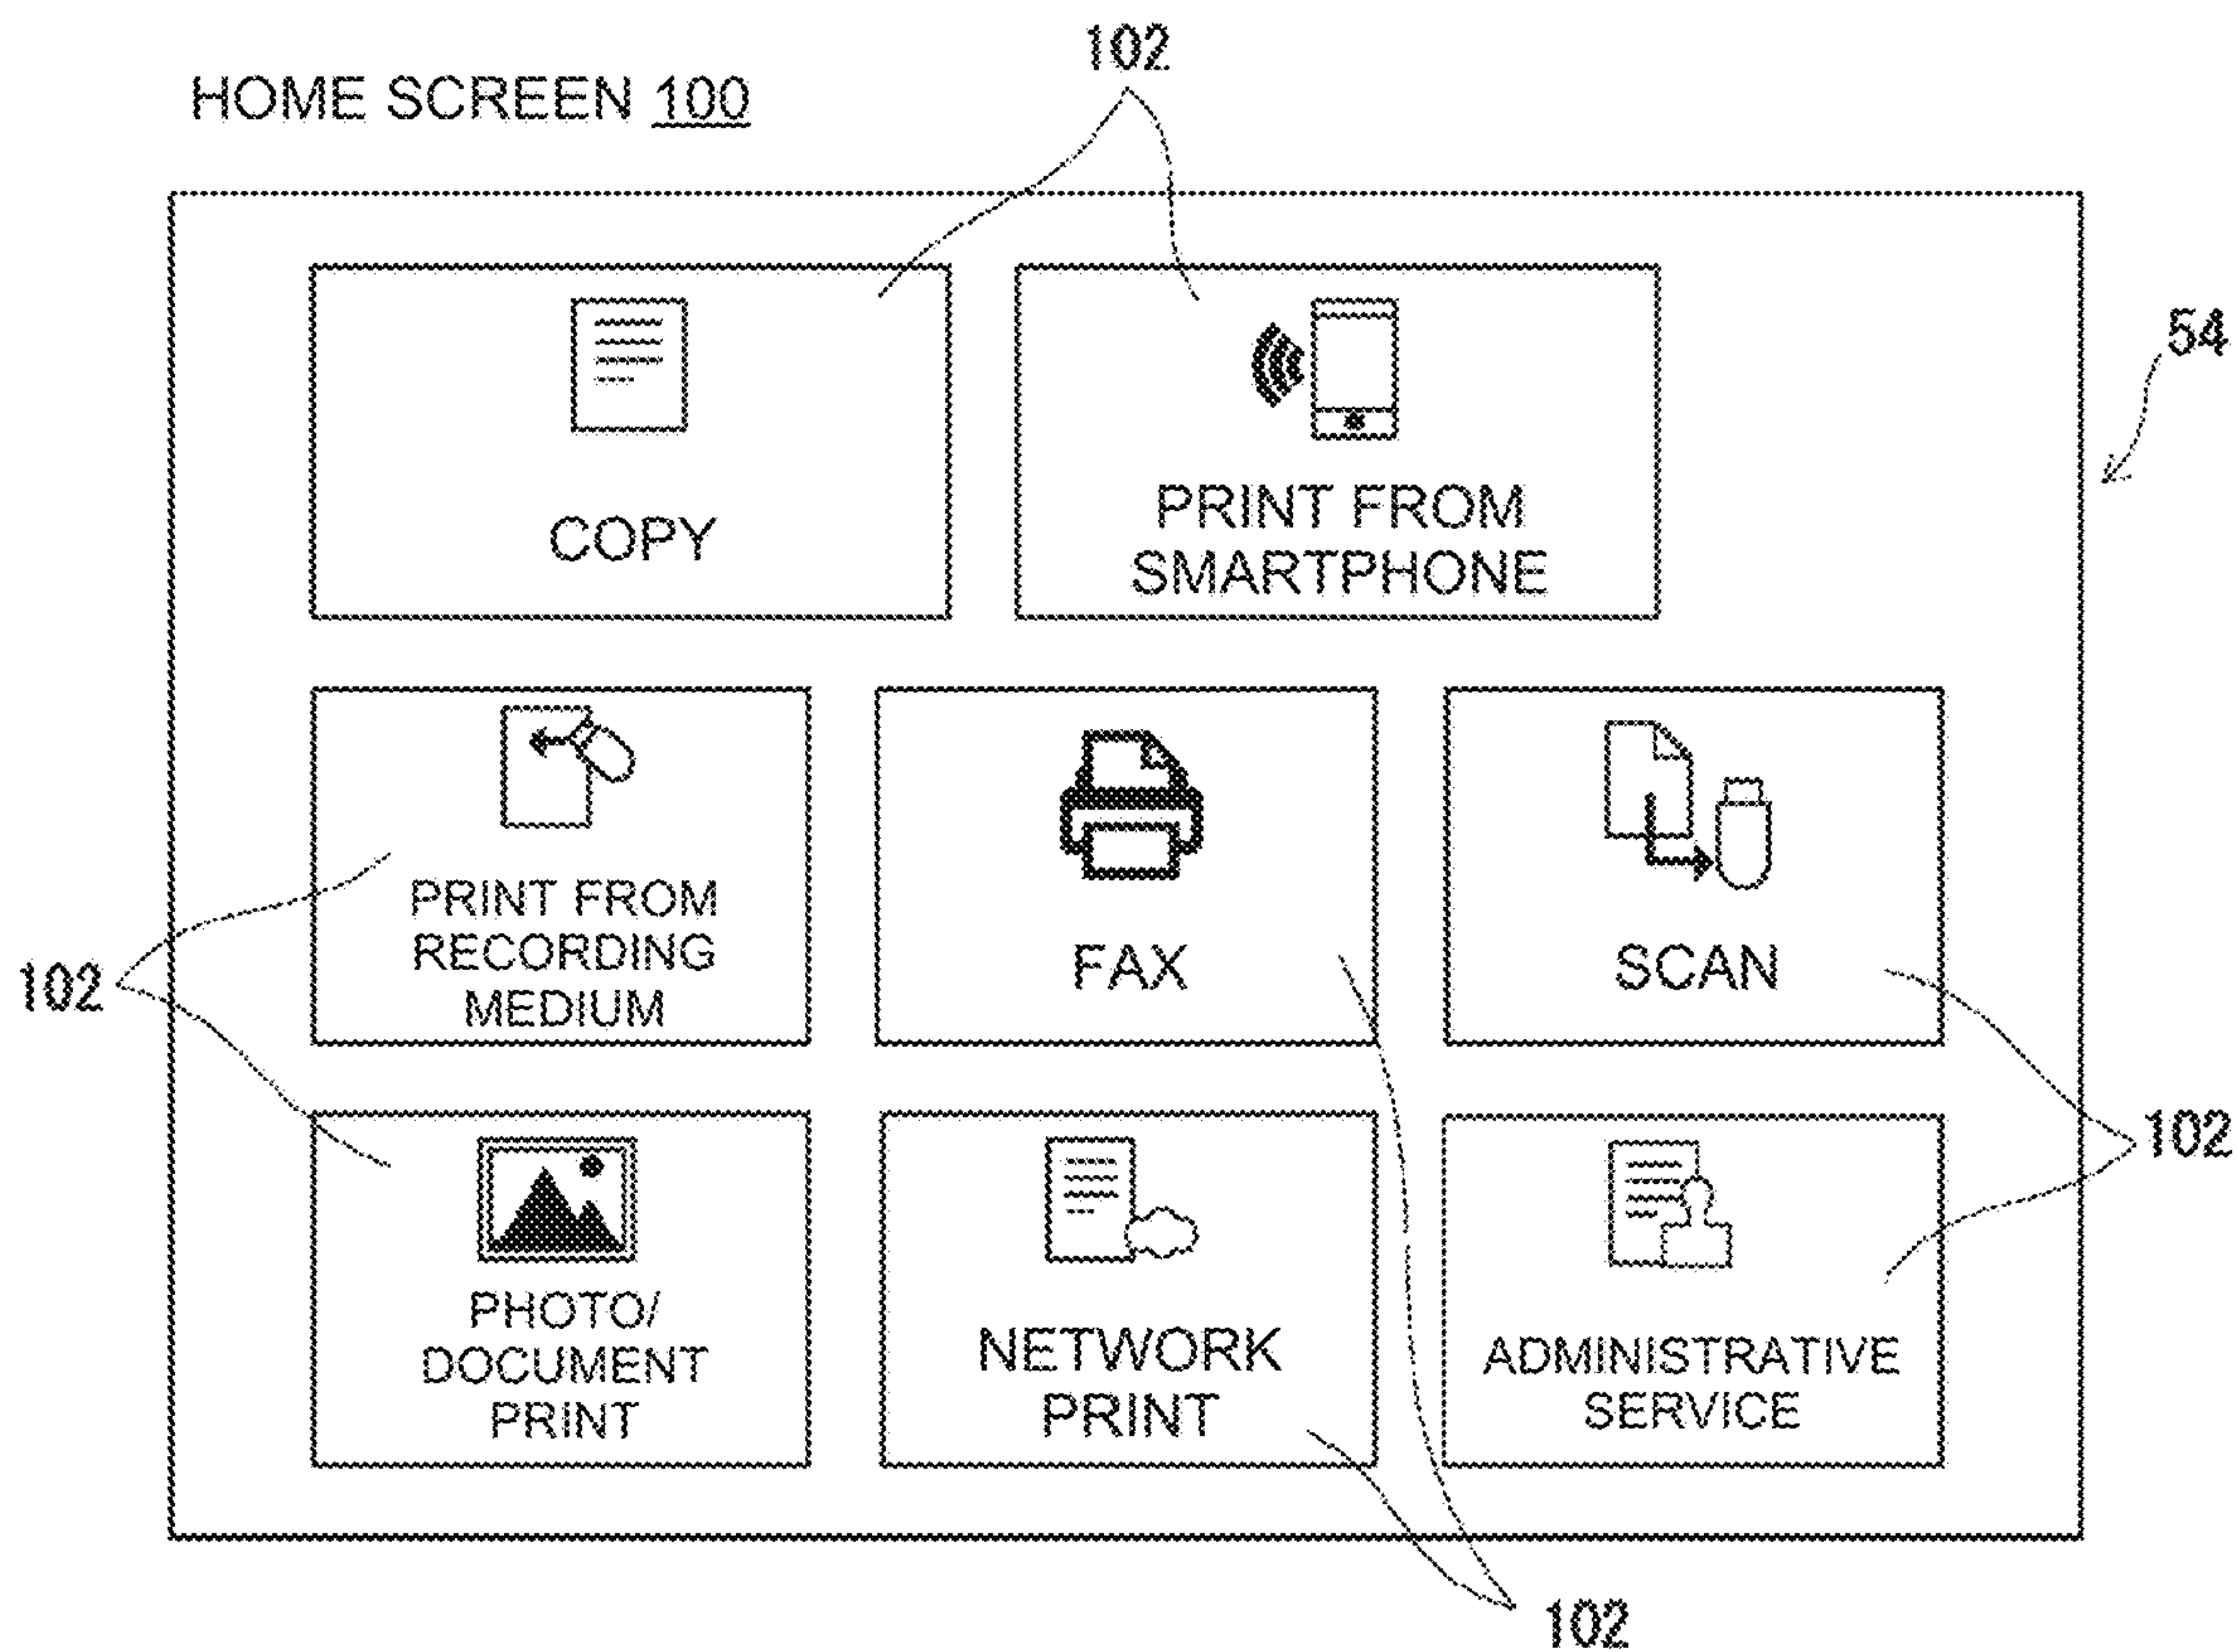 102
HOME SCREEN 100
54
COPY
PRINT FROM
SMARTPHONE
PRINT FROM
RECORDING
MEDIUM
FAX
SCAN
102
102
PHOTO/
DOCUMENT
PRINT
NETWORK
PRINT
ADMINISTRATIVE
SERVICE
102